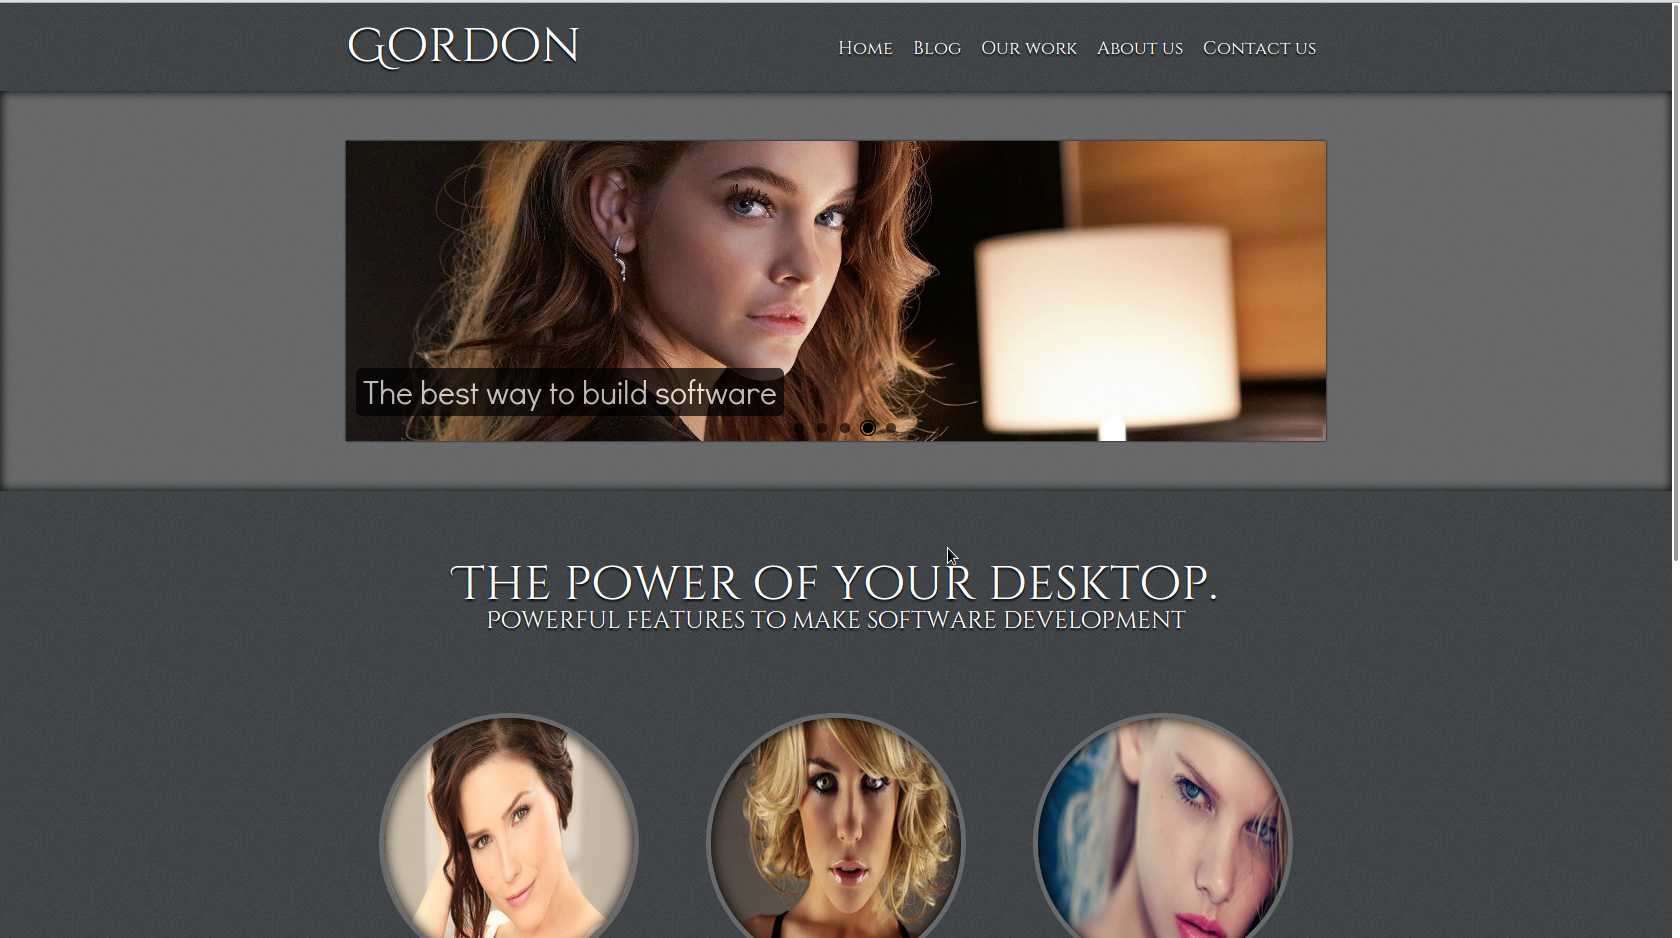 Gordon
Home Blog Our work About us Contact us
The best way to build software
The power of your desktop.
Powerful features to make software development